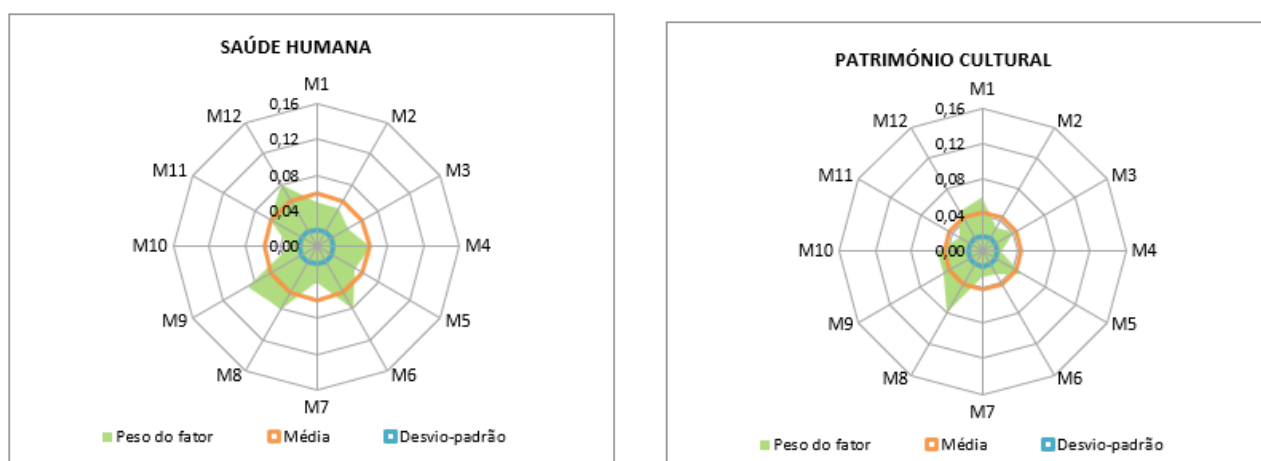 SAÚDE HUMANA
M1
0,16
M12
M2
0,12
M11
0,08
M3
0,04
M10
0,00
M4
M9
M5
M8
M6
M7
Peso do fator
Média
Desvio-padrão
PATRIMÓNIO CULTURAL
M1
0,16
M12
M2
0,12
M11
0,08
M3
0,04
M10
0,00
M4
M9
M5
M8
M6
M7
Peso do fator
Média
Desvio-padrão